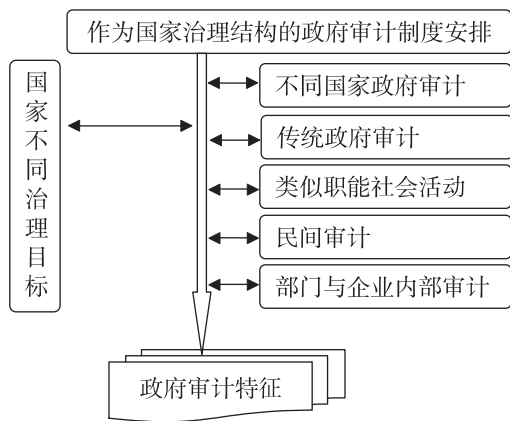 作为国家治理结构的政府审计制度安排
国家不同治理目标
不同国家政府审计
传统政府审计
类似职能社会活动
民间审计
部门与企业内部审计
政府审计特征